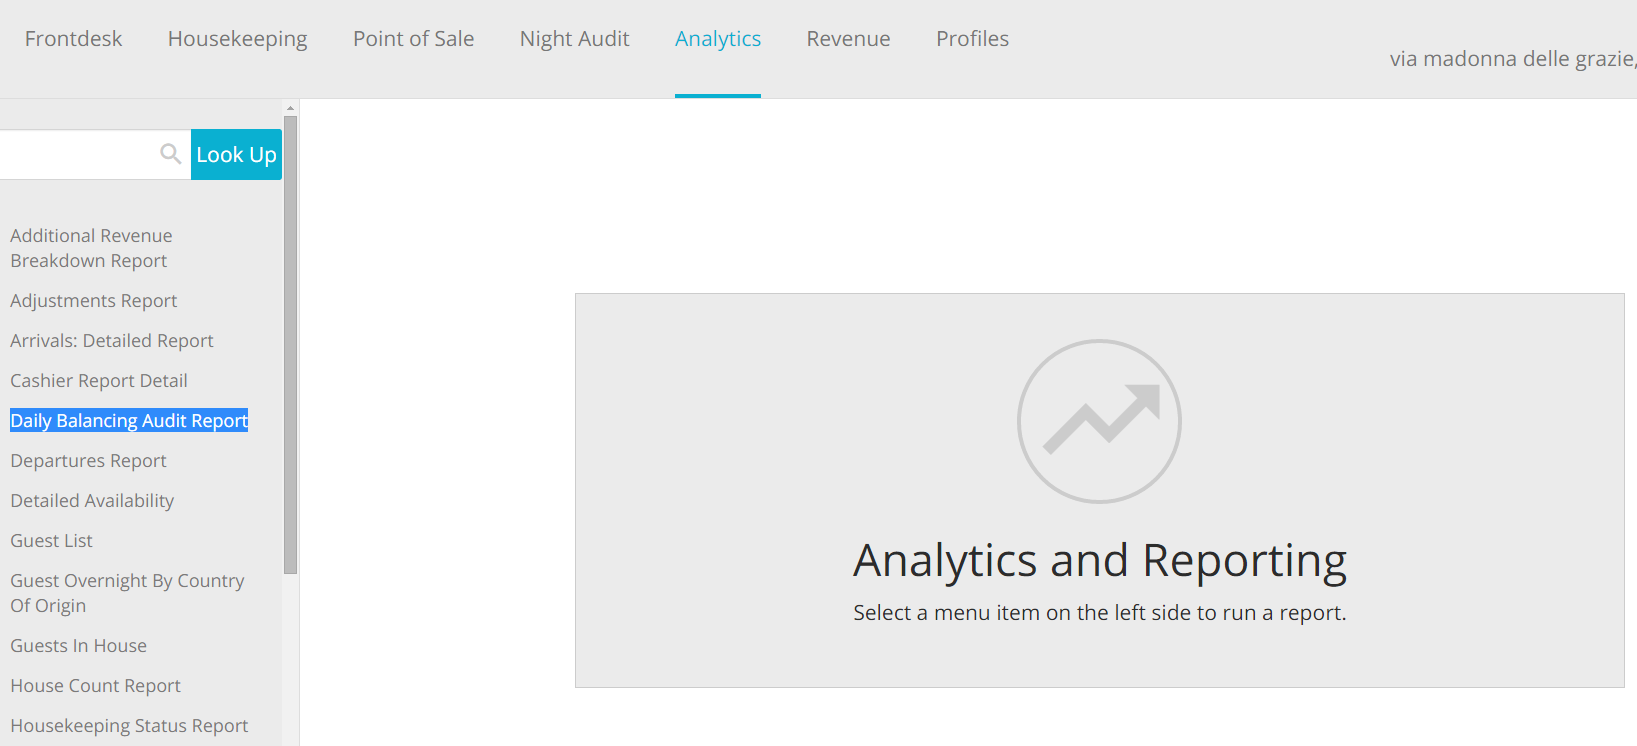 Frontdesk Housekeeping Point of Sale Night Audit Analytics Revenue Profiles
via madonna delle grazie,
Look Up
Additional Revenue
Breakdown Report
Adjustments Report
Arrivals: Detailed Report
Cashier Report Detail
Daily Balancing Audit Report
Departures Report
Detailed Availability
Guest List
Guest Overnight By Country
Of Origin
Guests In House
House Count Report
Housekeeping Status Report
Analytics and Reporting
Select a menu item on the left side to run a report.